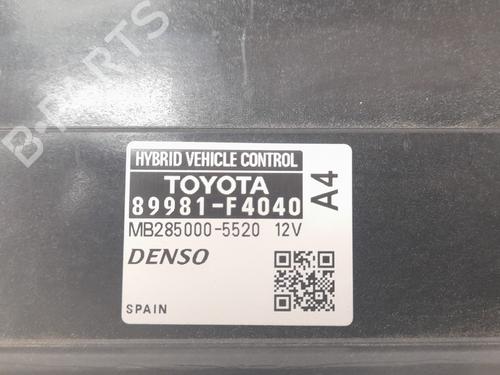 B-PARTS
HYBRID VEHICLE CONTROL
TOYOTA
89981-F4040
A4
MB285000-5520 12V
DENSO
SPAIN